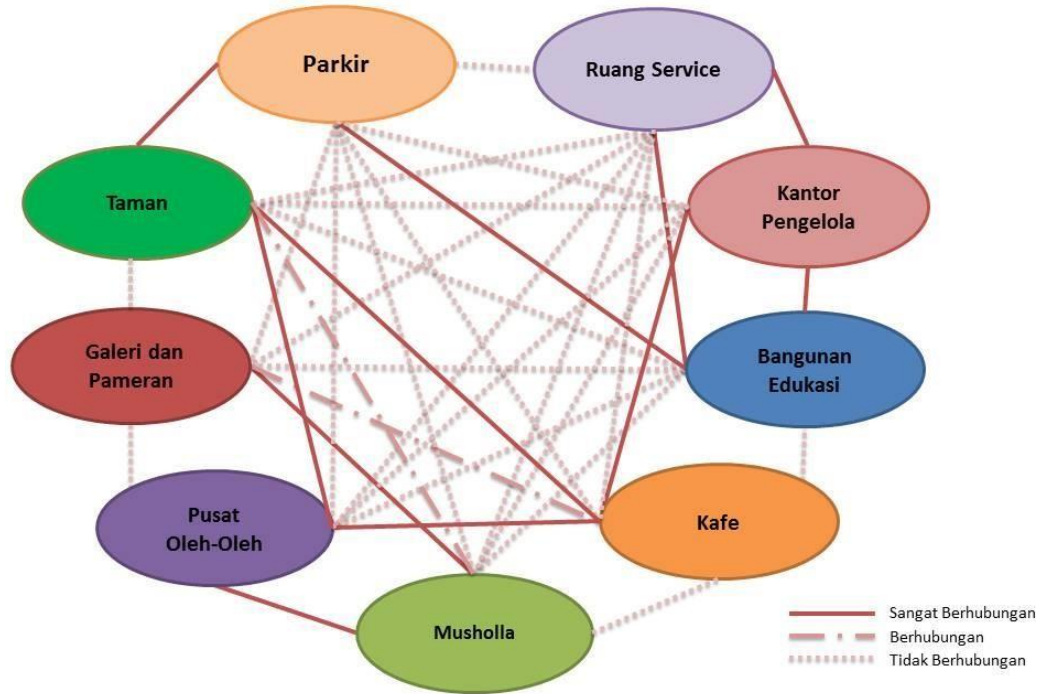 Parkir
Ruang Service
Taman
Kantor
Pengelola
Galeri dan
Pameran
Bangunan
Edukasi
Pusat
Oleh-Oleh
Kafe
Musholla
Sangat Berhubungan
Berhubungan
Tidak Berhubungan